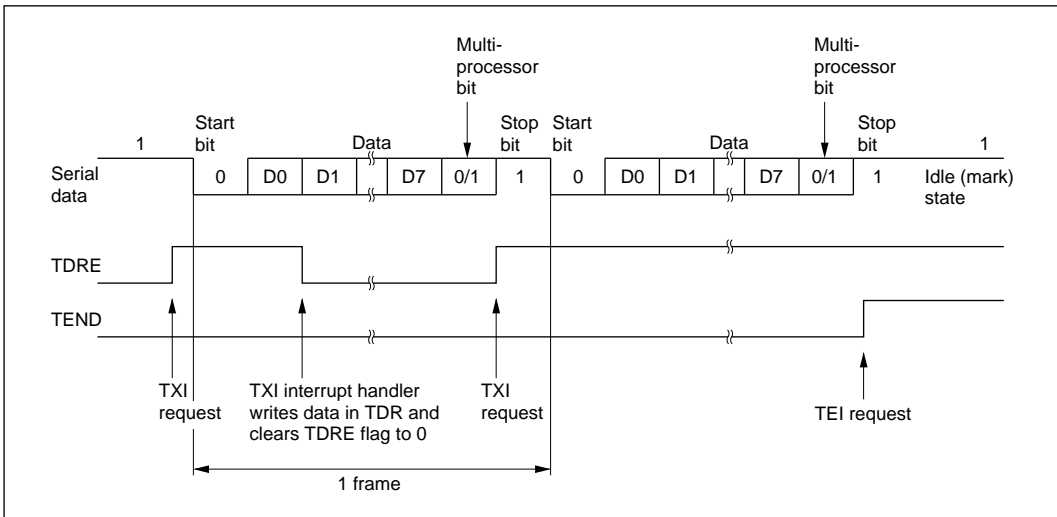 Multi-
processor
bit
Multi-
processor
bit
1
Start
bit
Data
Stop
bit
Start
bit
Data
Stop
bit
1
Serial
data
0 D0 D1 D7 0/1 1 0 D0 D1 D7 0/1 1
Idle (mark)
state
TDRE
TEND
TXI
request
TXI interrupt handler
writes data in TDR and
clears TDRE flag to 0
TXI
request
TEI request
1 frame